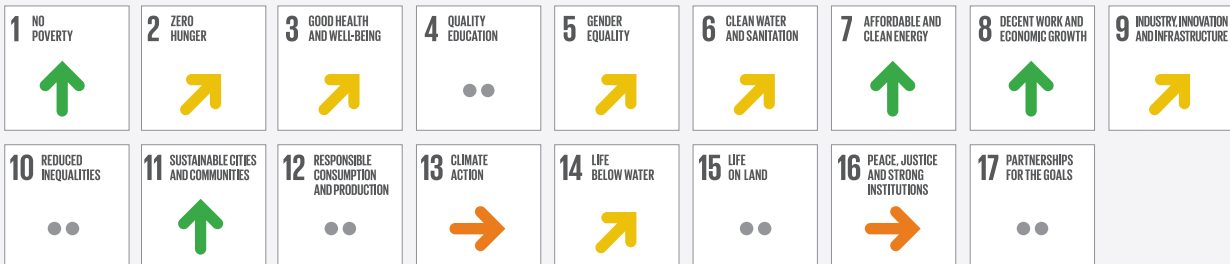 1 NO
POVERTY
2 ZERO
HUNGER
3 GOOD HEALTH
AND WELL-BEING
4 QUALITY
EDUCATION
5 GENDER
EQUALITY
6 CLEAN WATER
AND SANITATION
7 AFFORDABLE AND
CLEAN ENERGY
8 DECENT WORK AND
ECONOMIC GROWTH
9 INDUSTRY, INNOVATION
AND INFRASTRUCTURE
10 REDUCED
INEQUALITIES
11 SUSTAINABLE CITIES
AND COMMUNITIES
12 RESPONSIBLE
CONSUMPTION
AND PRODUCTION
13 CLIMATE
ACTION
14 LIFE
BELOW WATER
15 LIFE
ON LAND
16 PEACE, JUSTICE
AND STRONG
INSTITUTIONS
17 PARTNERSHIPS
FOR THE GOALS